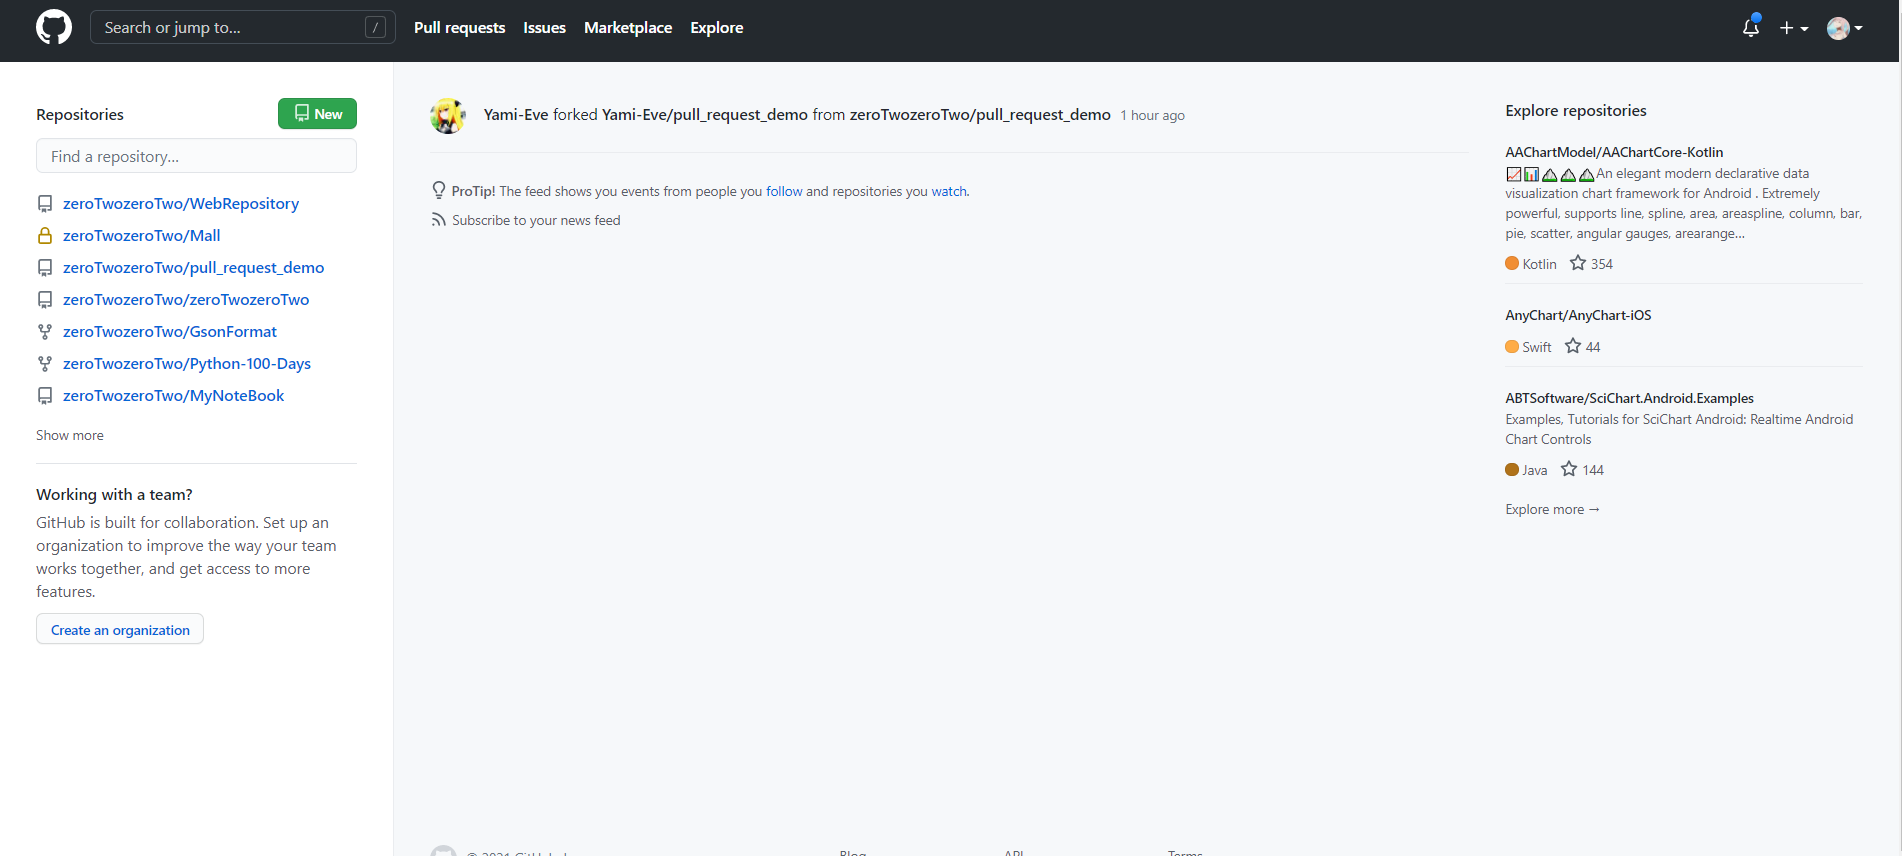 Search or jump to...
/
Pull requests
Issues
Marketplace
Explore
Repositories
New
Find a repository...
zeroTwozeroTwo/WebRepository
zeroTwozeroTwo/Mall
zeroTwozeroTwo/pull_request_demo
zeroTwozeroTwo/zeroTwozeroTwo
zeroTwozeroTwo/GsonFormat
zeroTwozeroTwo/Python-100-Days
zeroTwozeroTwo/MyNoteBook
Show more
Working with a team?
GitHub is built for collaboration. Set up an
organization to improve the way your team
works together, and get access to more
features.
Create an organization
Yami-Eve forked Yami-Eve/pull_request_demo from zeroTwozeroTwo/pull_request_demo 1 hour ago
ProTip! The feed shows you events from people you follow and repositories you watch.
Subscribe to your news feed
Explore repositories
AAChartModel/AAChartCore-Kotlin
📈📊⛰⛰⛰An elegant modern declarative data
visualization chart framework for Android . Extremely
powerful, supports line, spline, area, areaspline, column, bar,
pie, scatter, angular gauges, arearange...
Kotlin 354
AnyChart/AnyChart-iOS
Swift 44
ABTSoftware/SciChart.Android.Examples
Examples, Tutorials for SciChart Android: Realtime Android
Chart Controls
Java 144
Explore more →
© 2021 GitHub, I
Blog
API
Terms